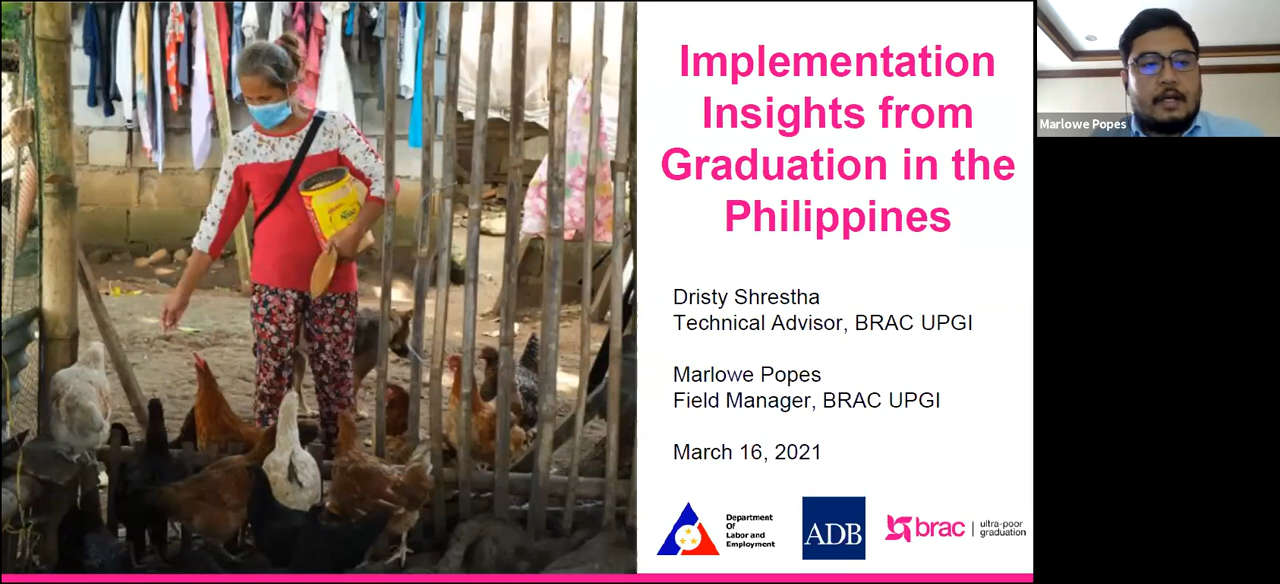 Implementation
Insights from
Graduation in the
Philippines
Dristy Shrestha
Technical Advisor, BRAC UPGI
Marlowe Popes
Field Manager, BRAC UPGI
March 16, 2021
Department
Of
Labor and
Employment
ADB
brac
ultra-poor
graduation
Marlowe Popes